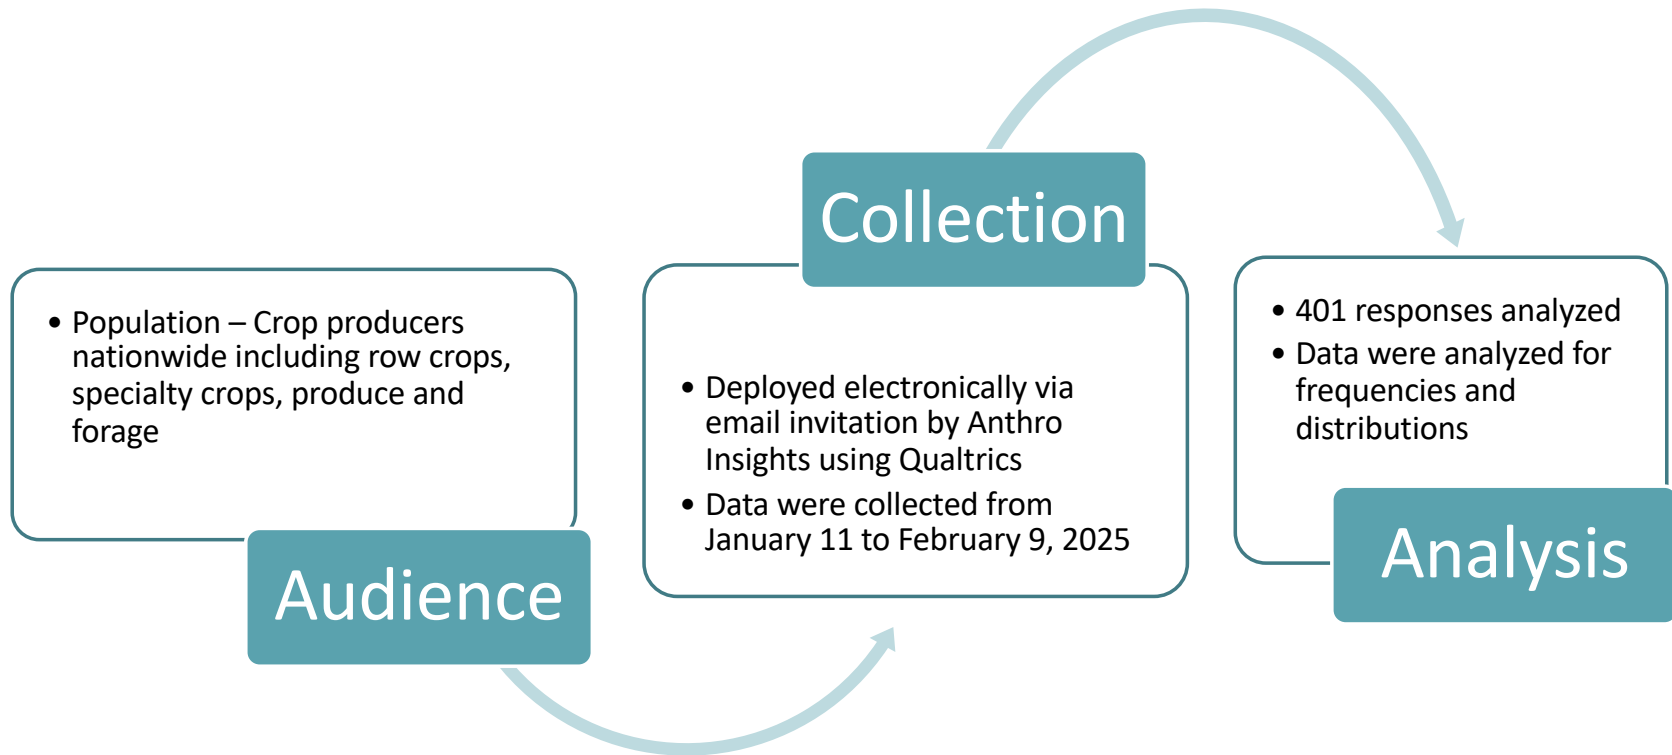 • Population – Crop producers
nationwide including row crops,
specialty crops, produce and
forage
Audience
Collection
• Deployed electronically via
email invitation by Anthro
Insights using Qualtrics
• Data were collected from
January 11 to February 9, 2025
• 401 responses analyzed
• Data were analyzed for
frequencies and
distributions
Analysis